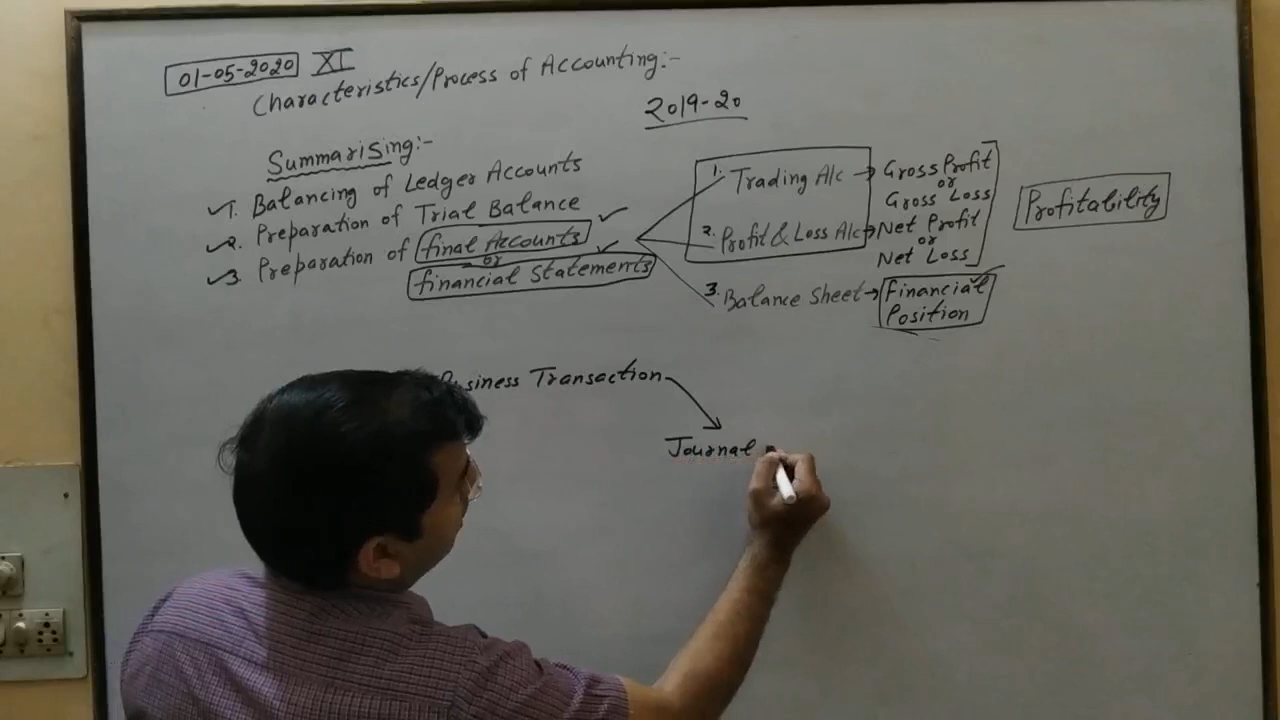 01-05-2020 XI
Characteristics/Process of Accounting:-
2019-20
Summarising:-
1. Balancing of Ledger Accounts
2. Preparation of Trial Balance
3. Preparation of final Accounts
or
financial Statements
1. Trading A/c → Gross Profit
or
Gross Loss
2. Profit & Loss A/c → Net Profit
or
Net Loss
Profitability
3. Balance Sheet → financial
Position
Business Transaction
Journal